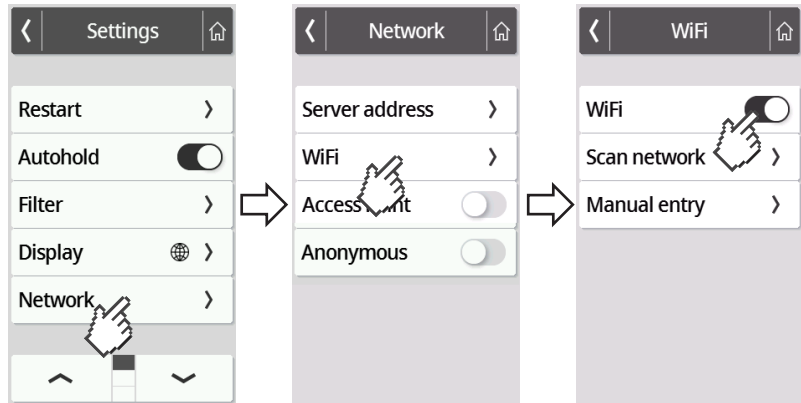 Settings
Restart
Autohold
Filter
Display
Network
Network
Server address
WiFi
Access
Anonymous
WiFi
WiFi
Scan network
Manual entry